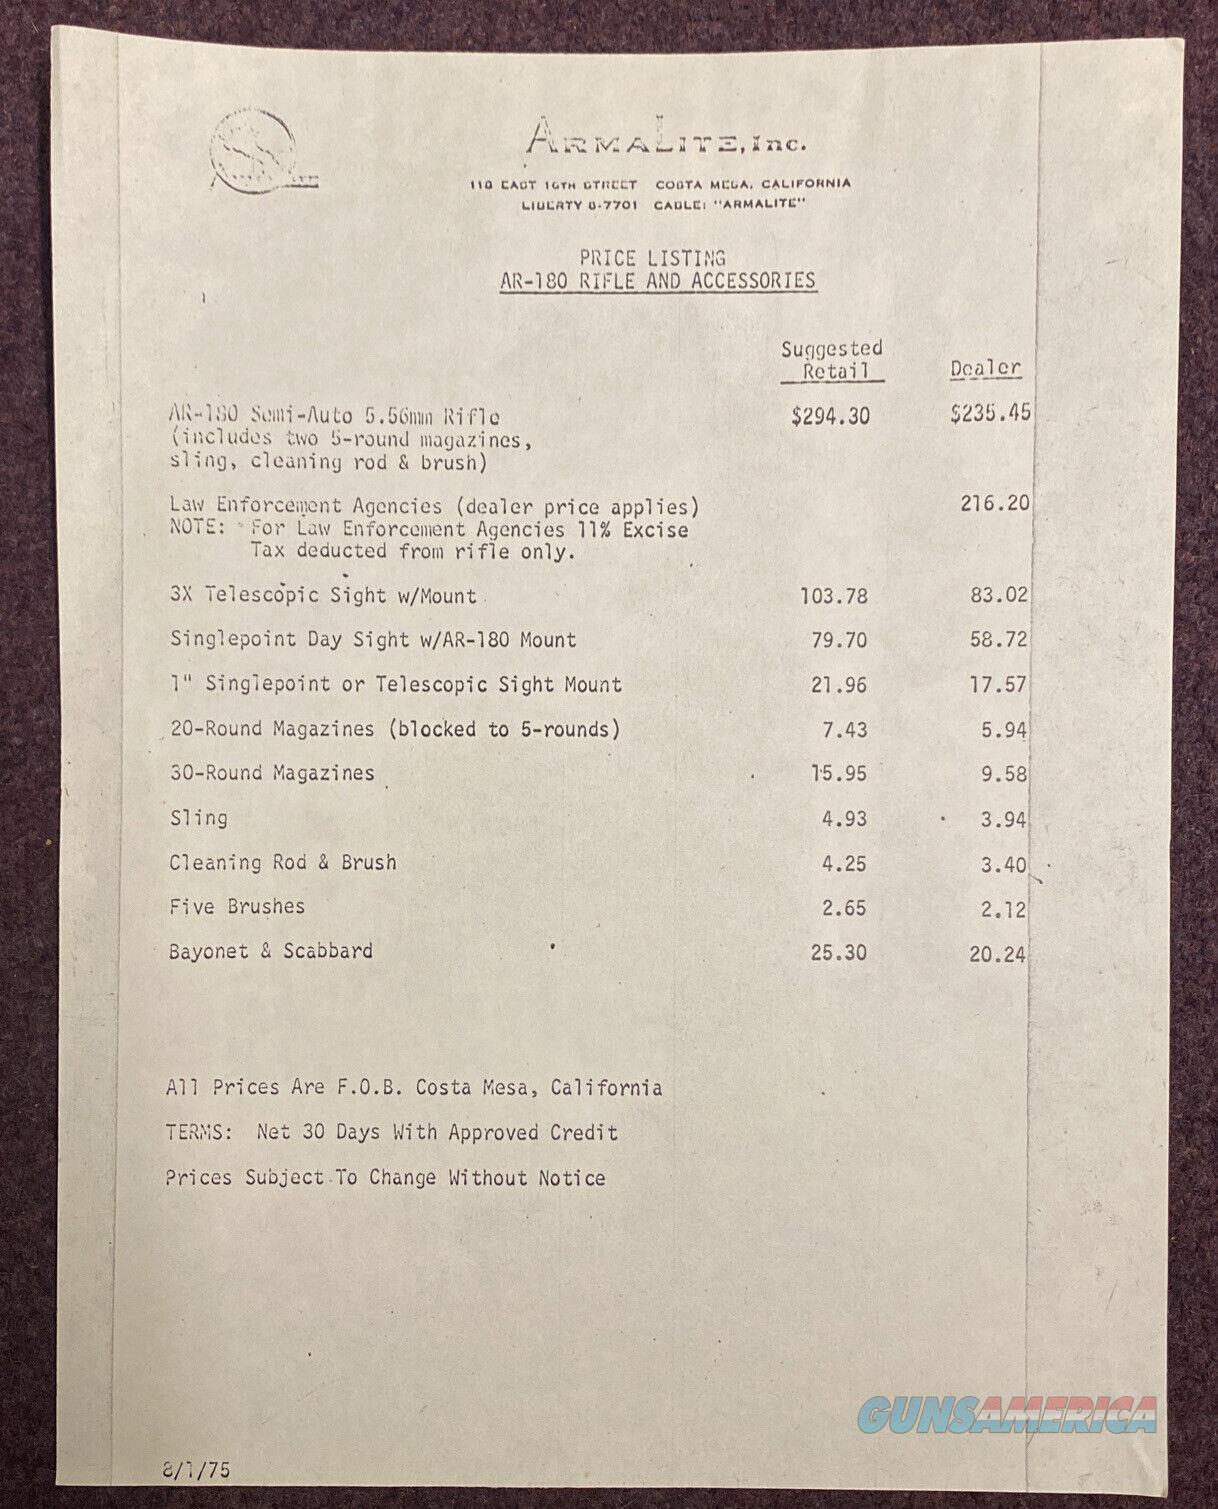 ArmaLite, Inc.
118 EAST 16TH STREET COSTA MESA, CALIFORNIA
LIBERTY 8-7701 CABLE: "ARMALITE"
PRICE LISTING
AR-180 RIFLE AND ACCESSORIES
Suggested
Retail Dealer
AR-180 Semi-Auto 5.56mm Rifle $294.30 $235.45
(includes two 5-round magazines,
sling, cleaning rod & brush)
Law Enforcement Agencies (dealer price applies) 216.20
NOTE: For Law Enforcement Agencies 11% Excise
Tax deducted from rifle only.
3X Telescopic Sight w/Mount 103.78 83.02
Singlepoint Day Sight w/AR-180 Mount 79.70 58.72
1" Singlepoint or Telescopic Sight Mount 21.96 17.57
20-Round Magazines (blocked to 5-rounds) 7.43 5.94
30-Round Magazines 15.95 9.58
Sling 4.93 3.94
Cleaning Rod & Brush 4.25 3.40
Five Brushes 2.65 2.12
Bayonet & Scabbard 25.30 20.24
All Prices Are F.O.B. Costa Mesa, California
TERMS: Net 30 Days With Approved Credit
Prices Subject To Change Without Notice
8/1/75
GUNSAMERICA